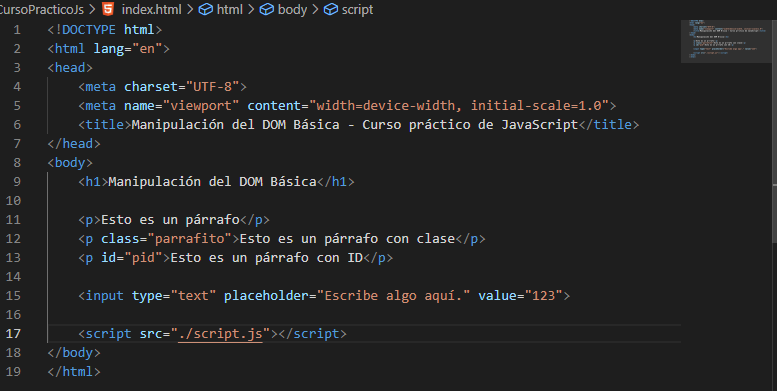 CursoPracticoJs > index.html > html > body > script
1 <!DOCTYPE html>
2 <html lang="en">
3 <head>
4     <meta charset="UTF-8">
5     <meta name="viewport" content="width=device-width, initial-scale=1.0">
6     <title>Manipulación del DOM Básica - Curso práctico de JavaScript</title>
7 </head>
8 <body>
9     <h1>Manipulación del DOM Básica</h1>
10
11     <p>Esto es un párrafo</p>
12     <p class="parrafito">Esto es un párrafo con clase</p>
13     <p id="pid">Esto es un párrafo con ID</p>
14
15     <input type="text" placeholder="Escribe algo aquí." value="123">
16
17     <script src="./script.js"></script>
18 </body>
19 </html>